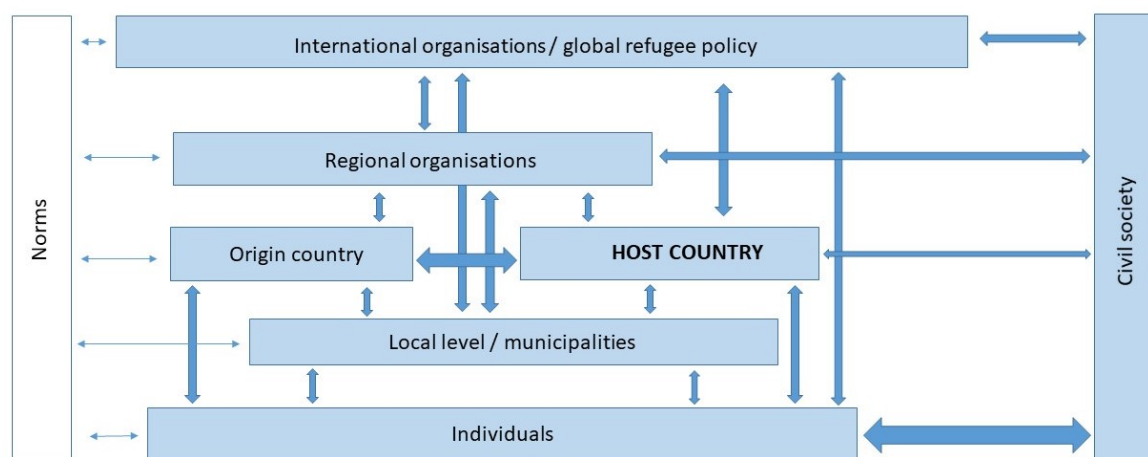 International organisations / global refugee policy
Regional organisations
Norms
Origin country
HOST COUNTRY
Civil society
Local level / municipalities
Individuals